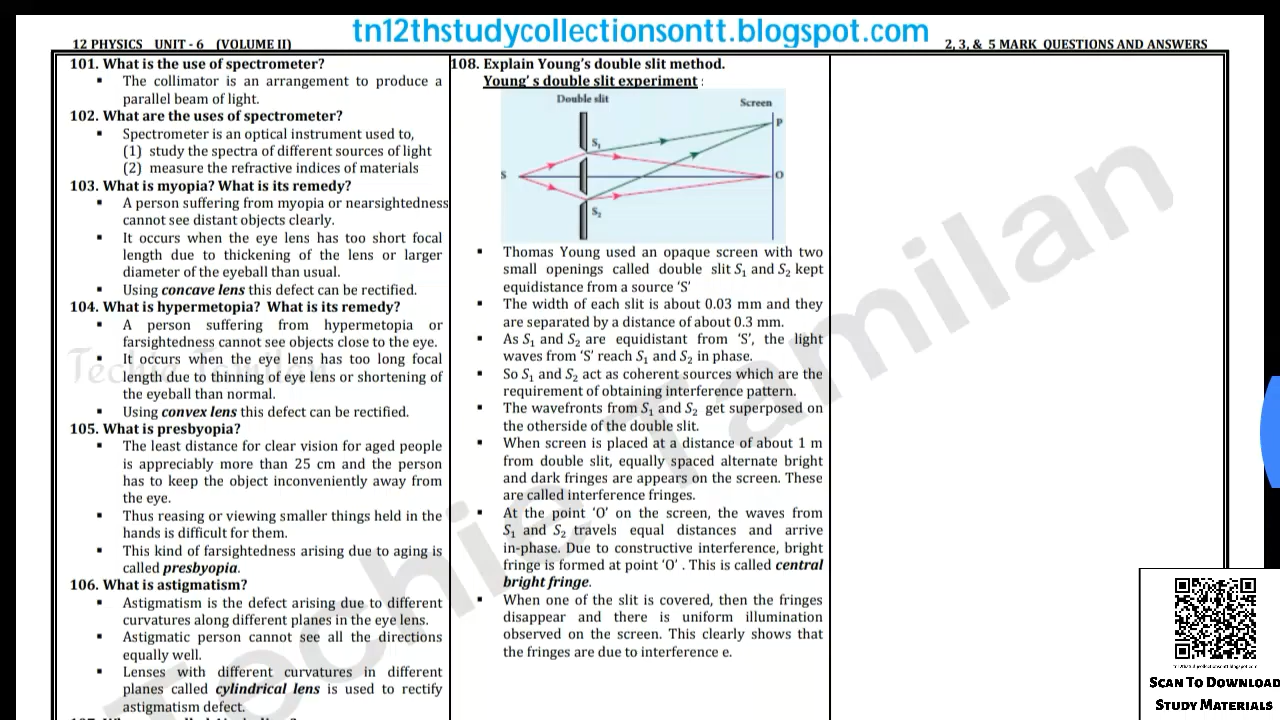 tn12thstudycollectionsontt.blogspot.com
12 PHYSICS UNIT - 6 (VOLUME II)
2, 3, & 5 MARK QUESTIONS AND ANSWERS
101. What is the use of spectrometer?
▪ The collimator is an arrangement to produce a
parallel beam of light.
102. What are the uses of spectrometer?
▪ Spectrometer is an optical instrument used to,
(1) study the spectra of different sources of light
(2) measure the refractive indices of materials
103. What is myopia? What is its remedy?
▪ A person suffering from myopia or nearsightedness
cannot see distant objects clearly.
▪ It occurs when the eye lens has too short focal
length due to thickening of the lens or larger
diameter of the eyeball than usual.
▪ Using concave lens this defect can be rectified.
104. What is hypermetopia? What is its remedy?
▪ A person suffering from hypermetopia or
farsightedness cannot see objects close to the eye.
▪ It occurs when the eye lens has too long focal
length due to thinning of eye lens or shortening of
the eyeball than normal.
▪ Using convex lens this defect can be rectified.
105. What is presbyopia?
▪ The least distance for clear vision for aged people
is appreciably more than 25 cm and the person
has to keep the object inconveniently away from
the eye.
▪ Thus reasing or viewing smaller things held in the
hands is difficult for them.
▪ This kind of farsightedness arising due to aging is
called presbyopia.
106. What is astigmatism?
▪ Astigmatism is the defect arising due to different
curvatures along different planes in the eye lens.
▪ Astigmatic person cannot see all the directions
equally well.
▪ Lenses with different curvatures in different
planes called cylindrical lens is used to rectify
astigmatism defect.
108. Explain Young's double slit method.
Young' s double slit experiment :
Double slit
Screen
P
S₁
S
O
S₂
▪ Thomas Young used an opaque screen with two
small openings called double slit S₁ and S₂ kept
equidistance from a source 'S'
▪ The width of each slit is about 0.03 mm and they
are separated by a distance of about 0.3 mm.
▪ As S₁ and S₂ are equidistant from 'S', the light
waves from 'S' reach S₁ and S₂ in phase.
▪ So S₁ and S₂ act as coherent sources which are the
requirement of obtaining interference pattern.
▪ The wavefronts from S₁ and S₂ get superposed on
the otherside of the double slit.
▪ When screen is placed at a distance of about 1 m
from double slit, equally spaced alternate bright
and dark fringes are appears on the screen. These
are called interference fringes.
▪ At the point 'O' on the screen, the waves from
S₁ and S₂ travels equal distances and arrive
in-phase. Due to constructive interference, bright
fringe is formed at point 'O' . This is called central
bright fringe.
▪ When one of the slit is covered, then the fringes
disappear and there is uniform illumination
observed on the screen. This clearly shows that
the fringes are due to interference e.
Techie Tamilan
Techie Tamilan
SCAN TO DOWNLOAD
STUDY MATERIALS